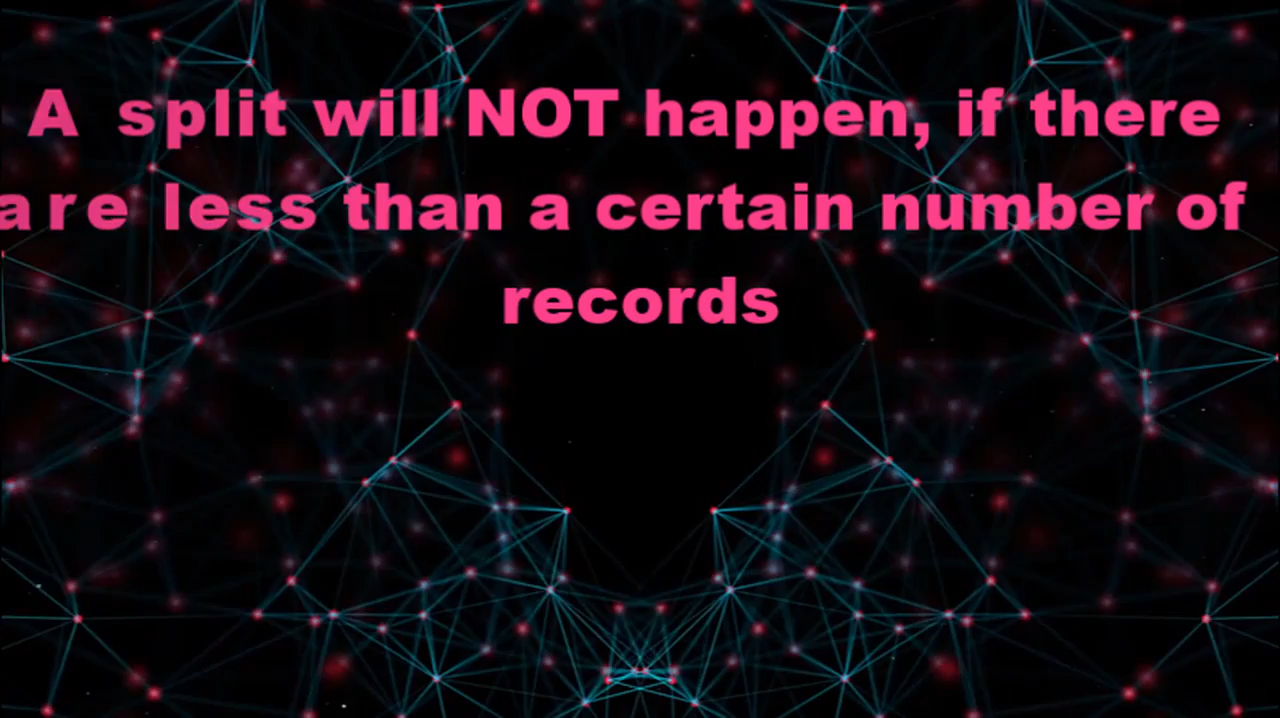 A split will NOT happen, if there
are less than a certain number of
records